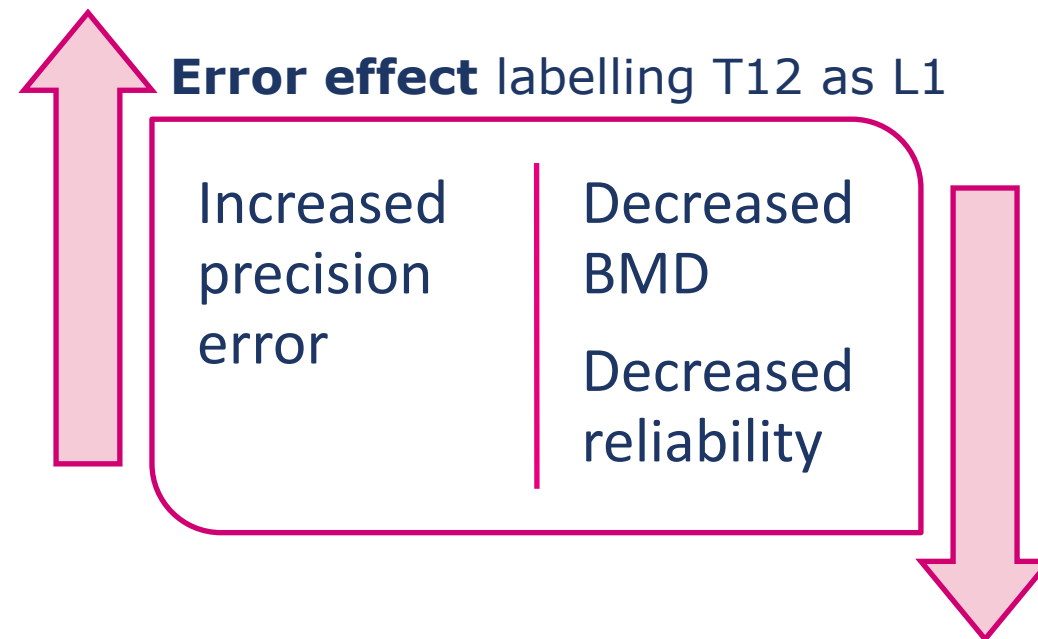 Error effect labelling T12 as L1
Increased
precision
error
Decreased
BMD
Decreased
reliability